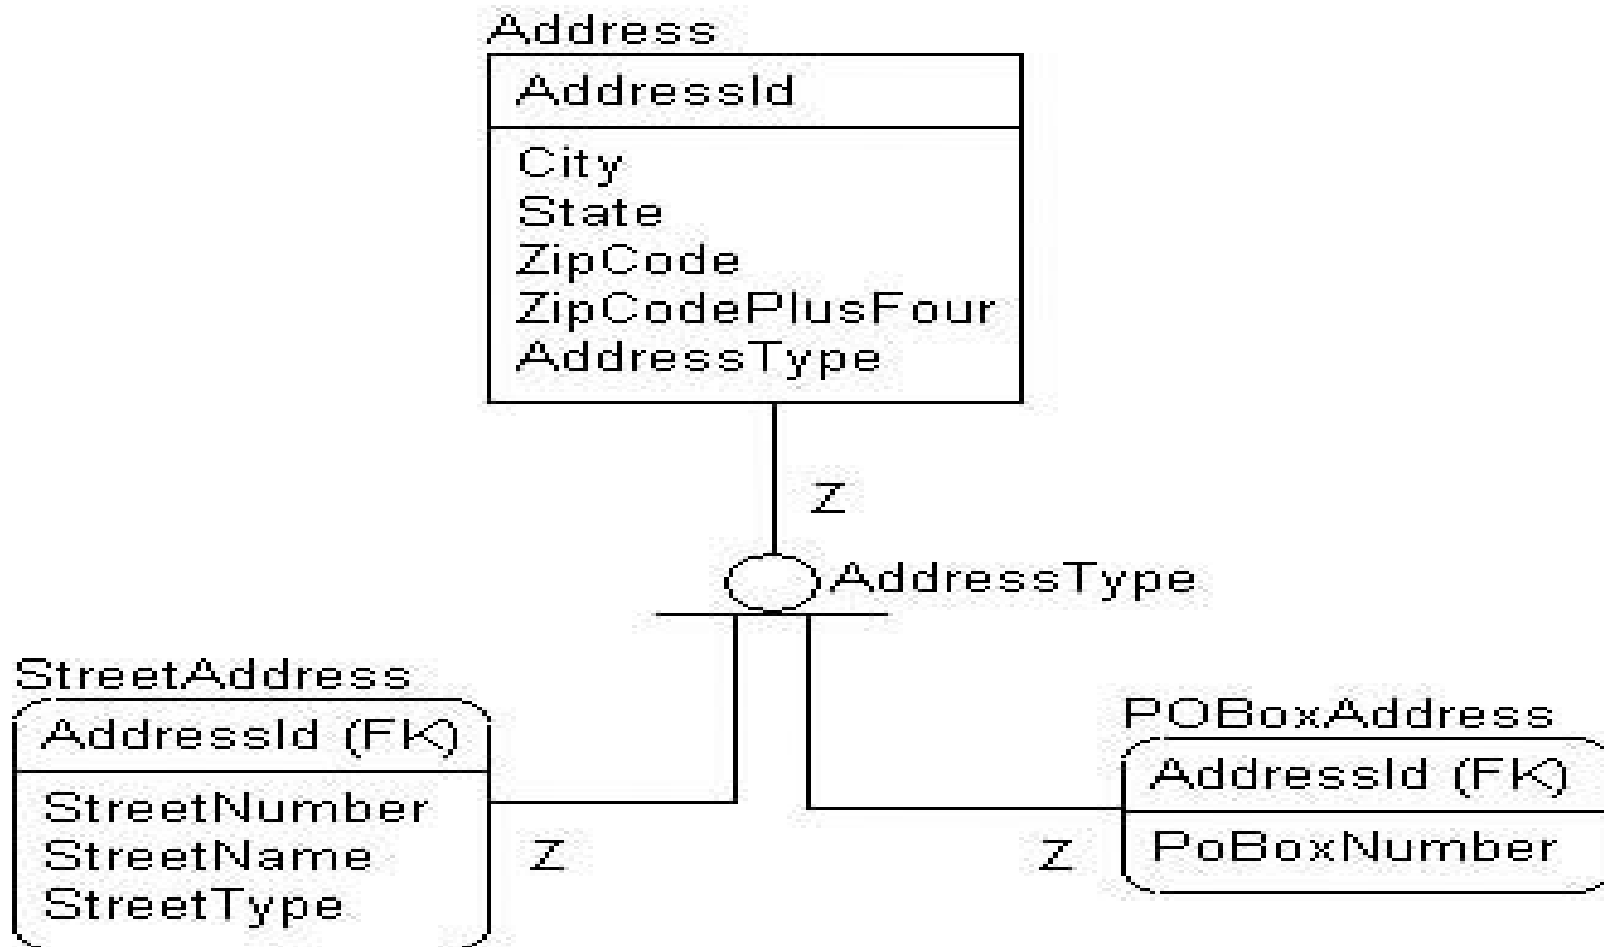 Address
AddressId
City
State
ZipCode
ZipCodePlusFour
AddressType
Z
AddressType
StreetAddress
AddressId (FK)
StreetNumber
StreetName
StreetType
Z
POBoxAddress
AddressId (FK)
PoBoxNumber
Z